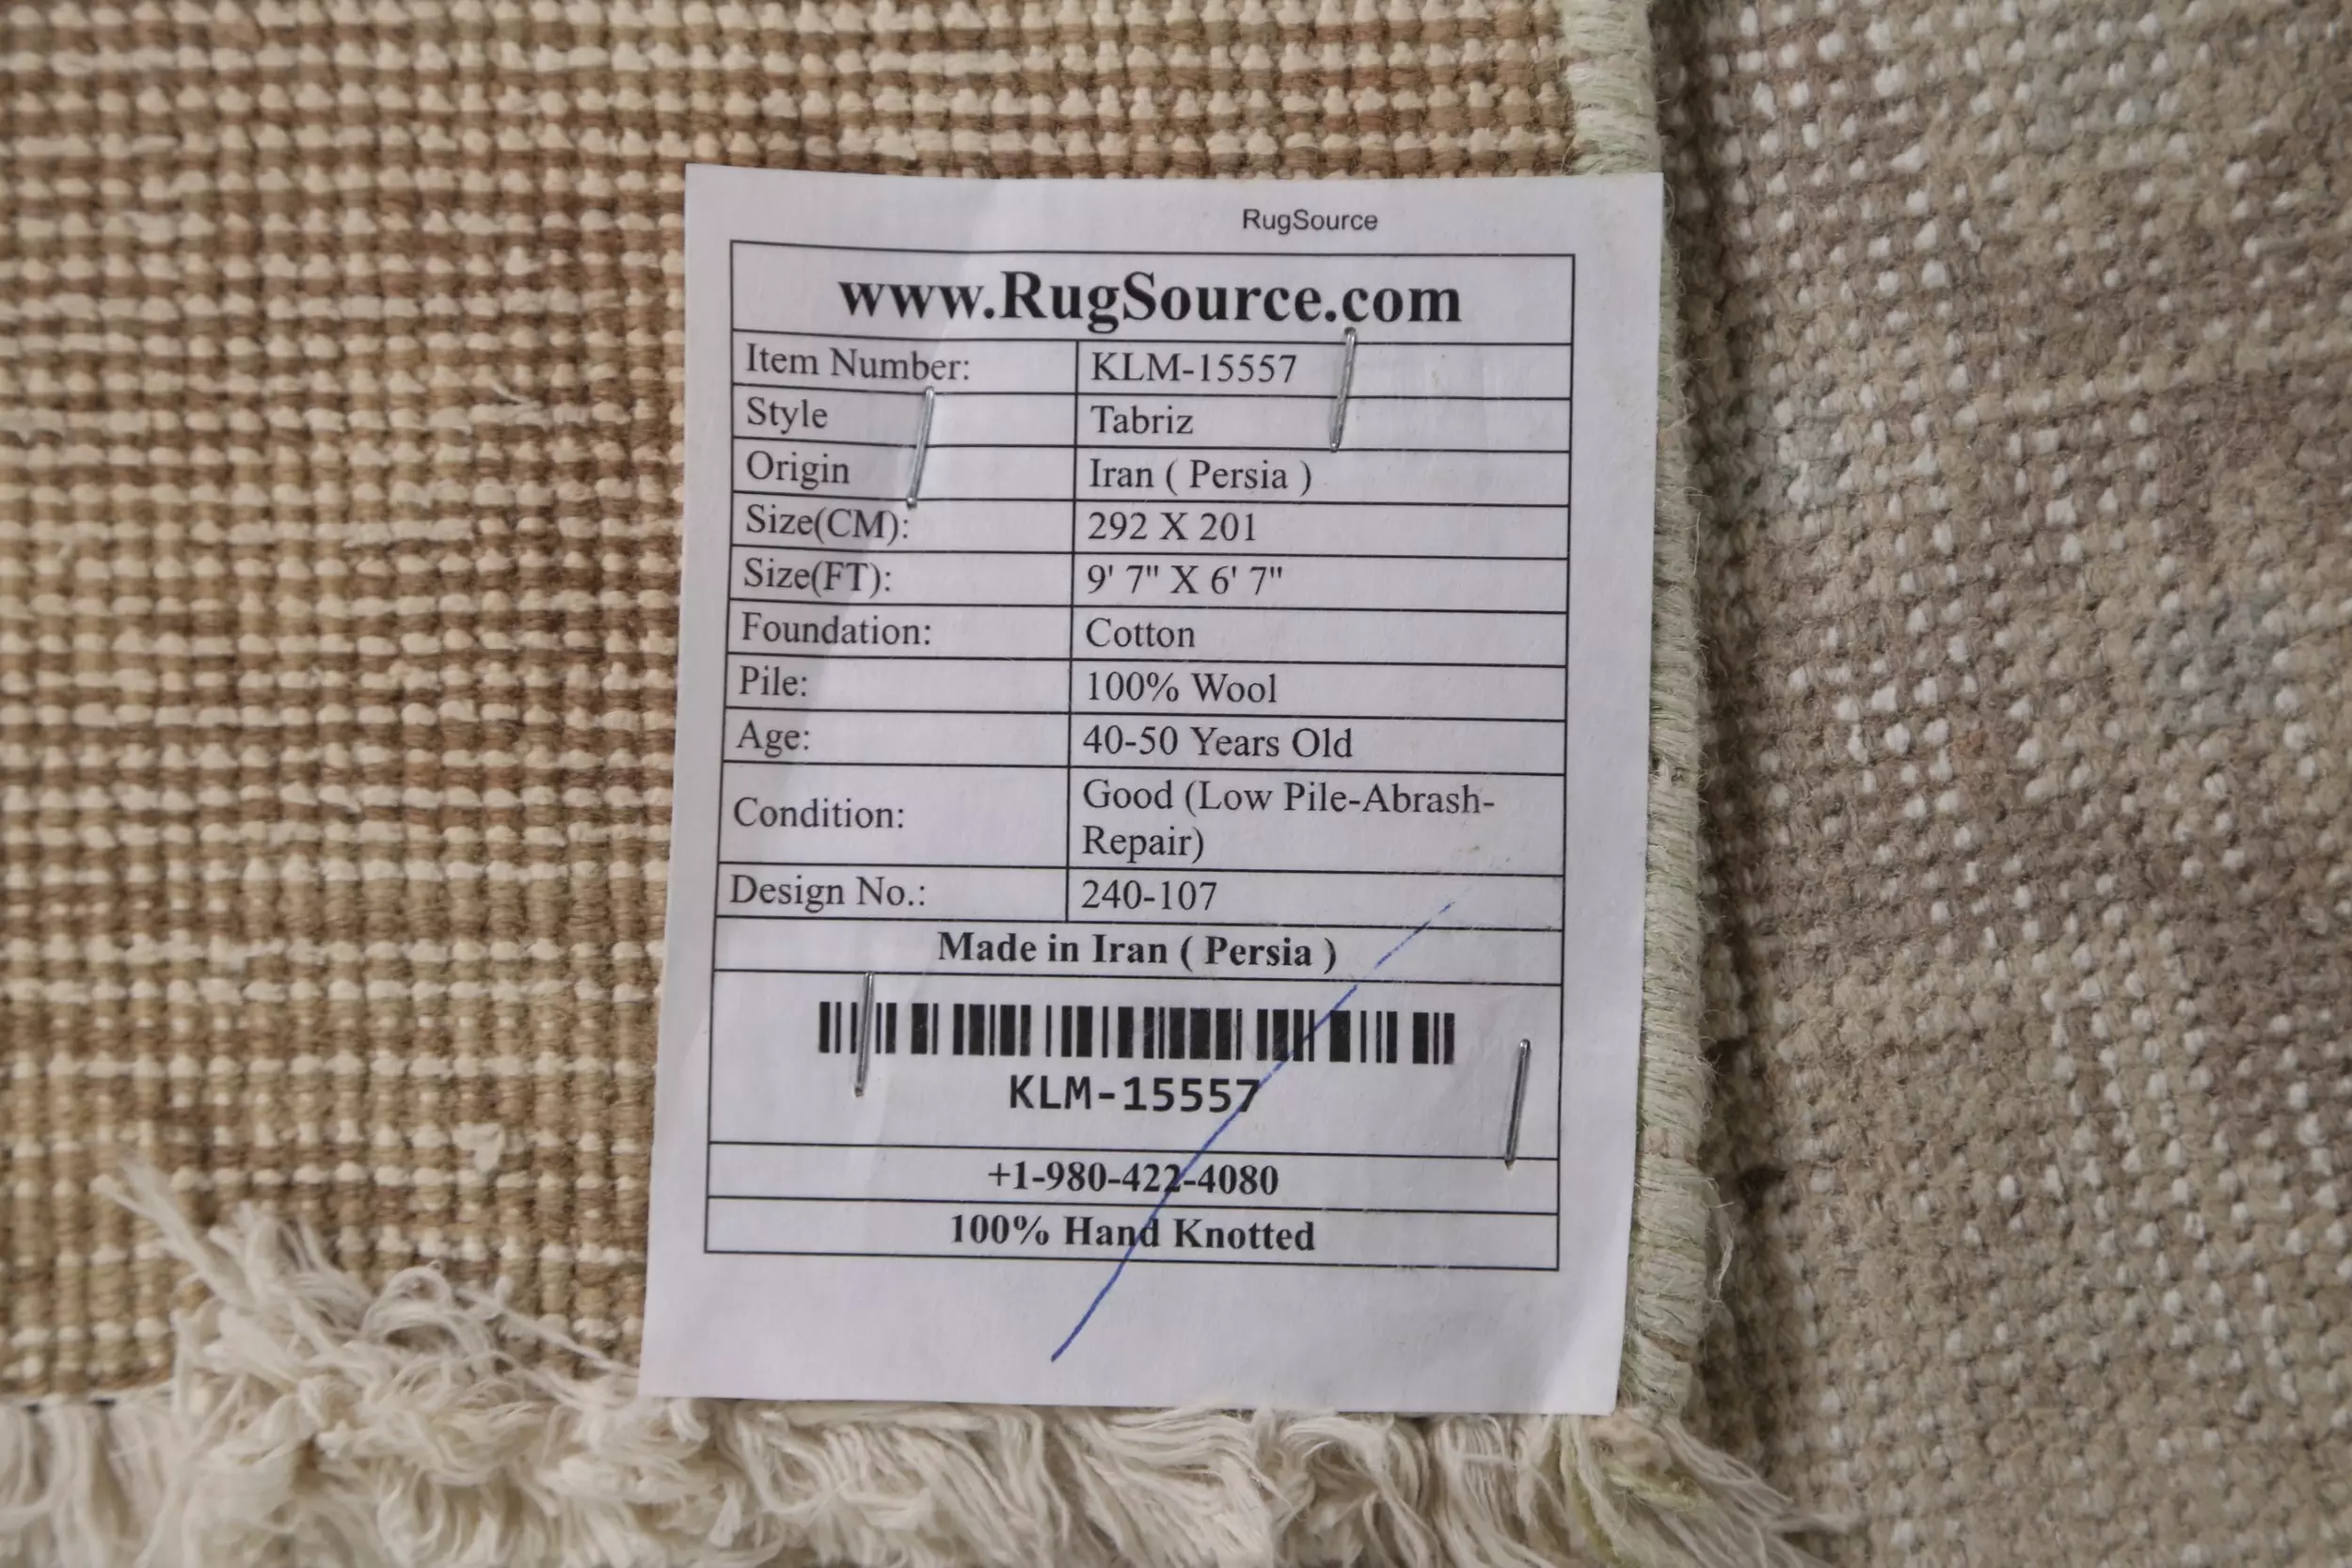 RugSource
www.RugSource.com
Item Number: KLM-15557
Style Tabriz
Origin Iran ( Persia )
Size(CM): 292 X 201
Size(FT): 9' 7" X 6' 7"
Foundation: Cotton
Pile: 100% Wool
Age: 40-50 Years Old
Condition: Good (Low Pile-Abrash-
Repair)
Design No.: 240-107
Made in Iran ( Persia )
KLM-15557
+1-980-422-4080
100% Hand Knotted